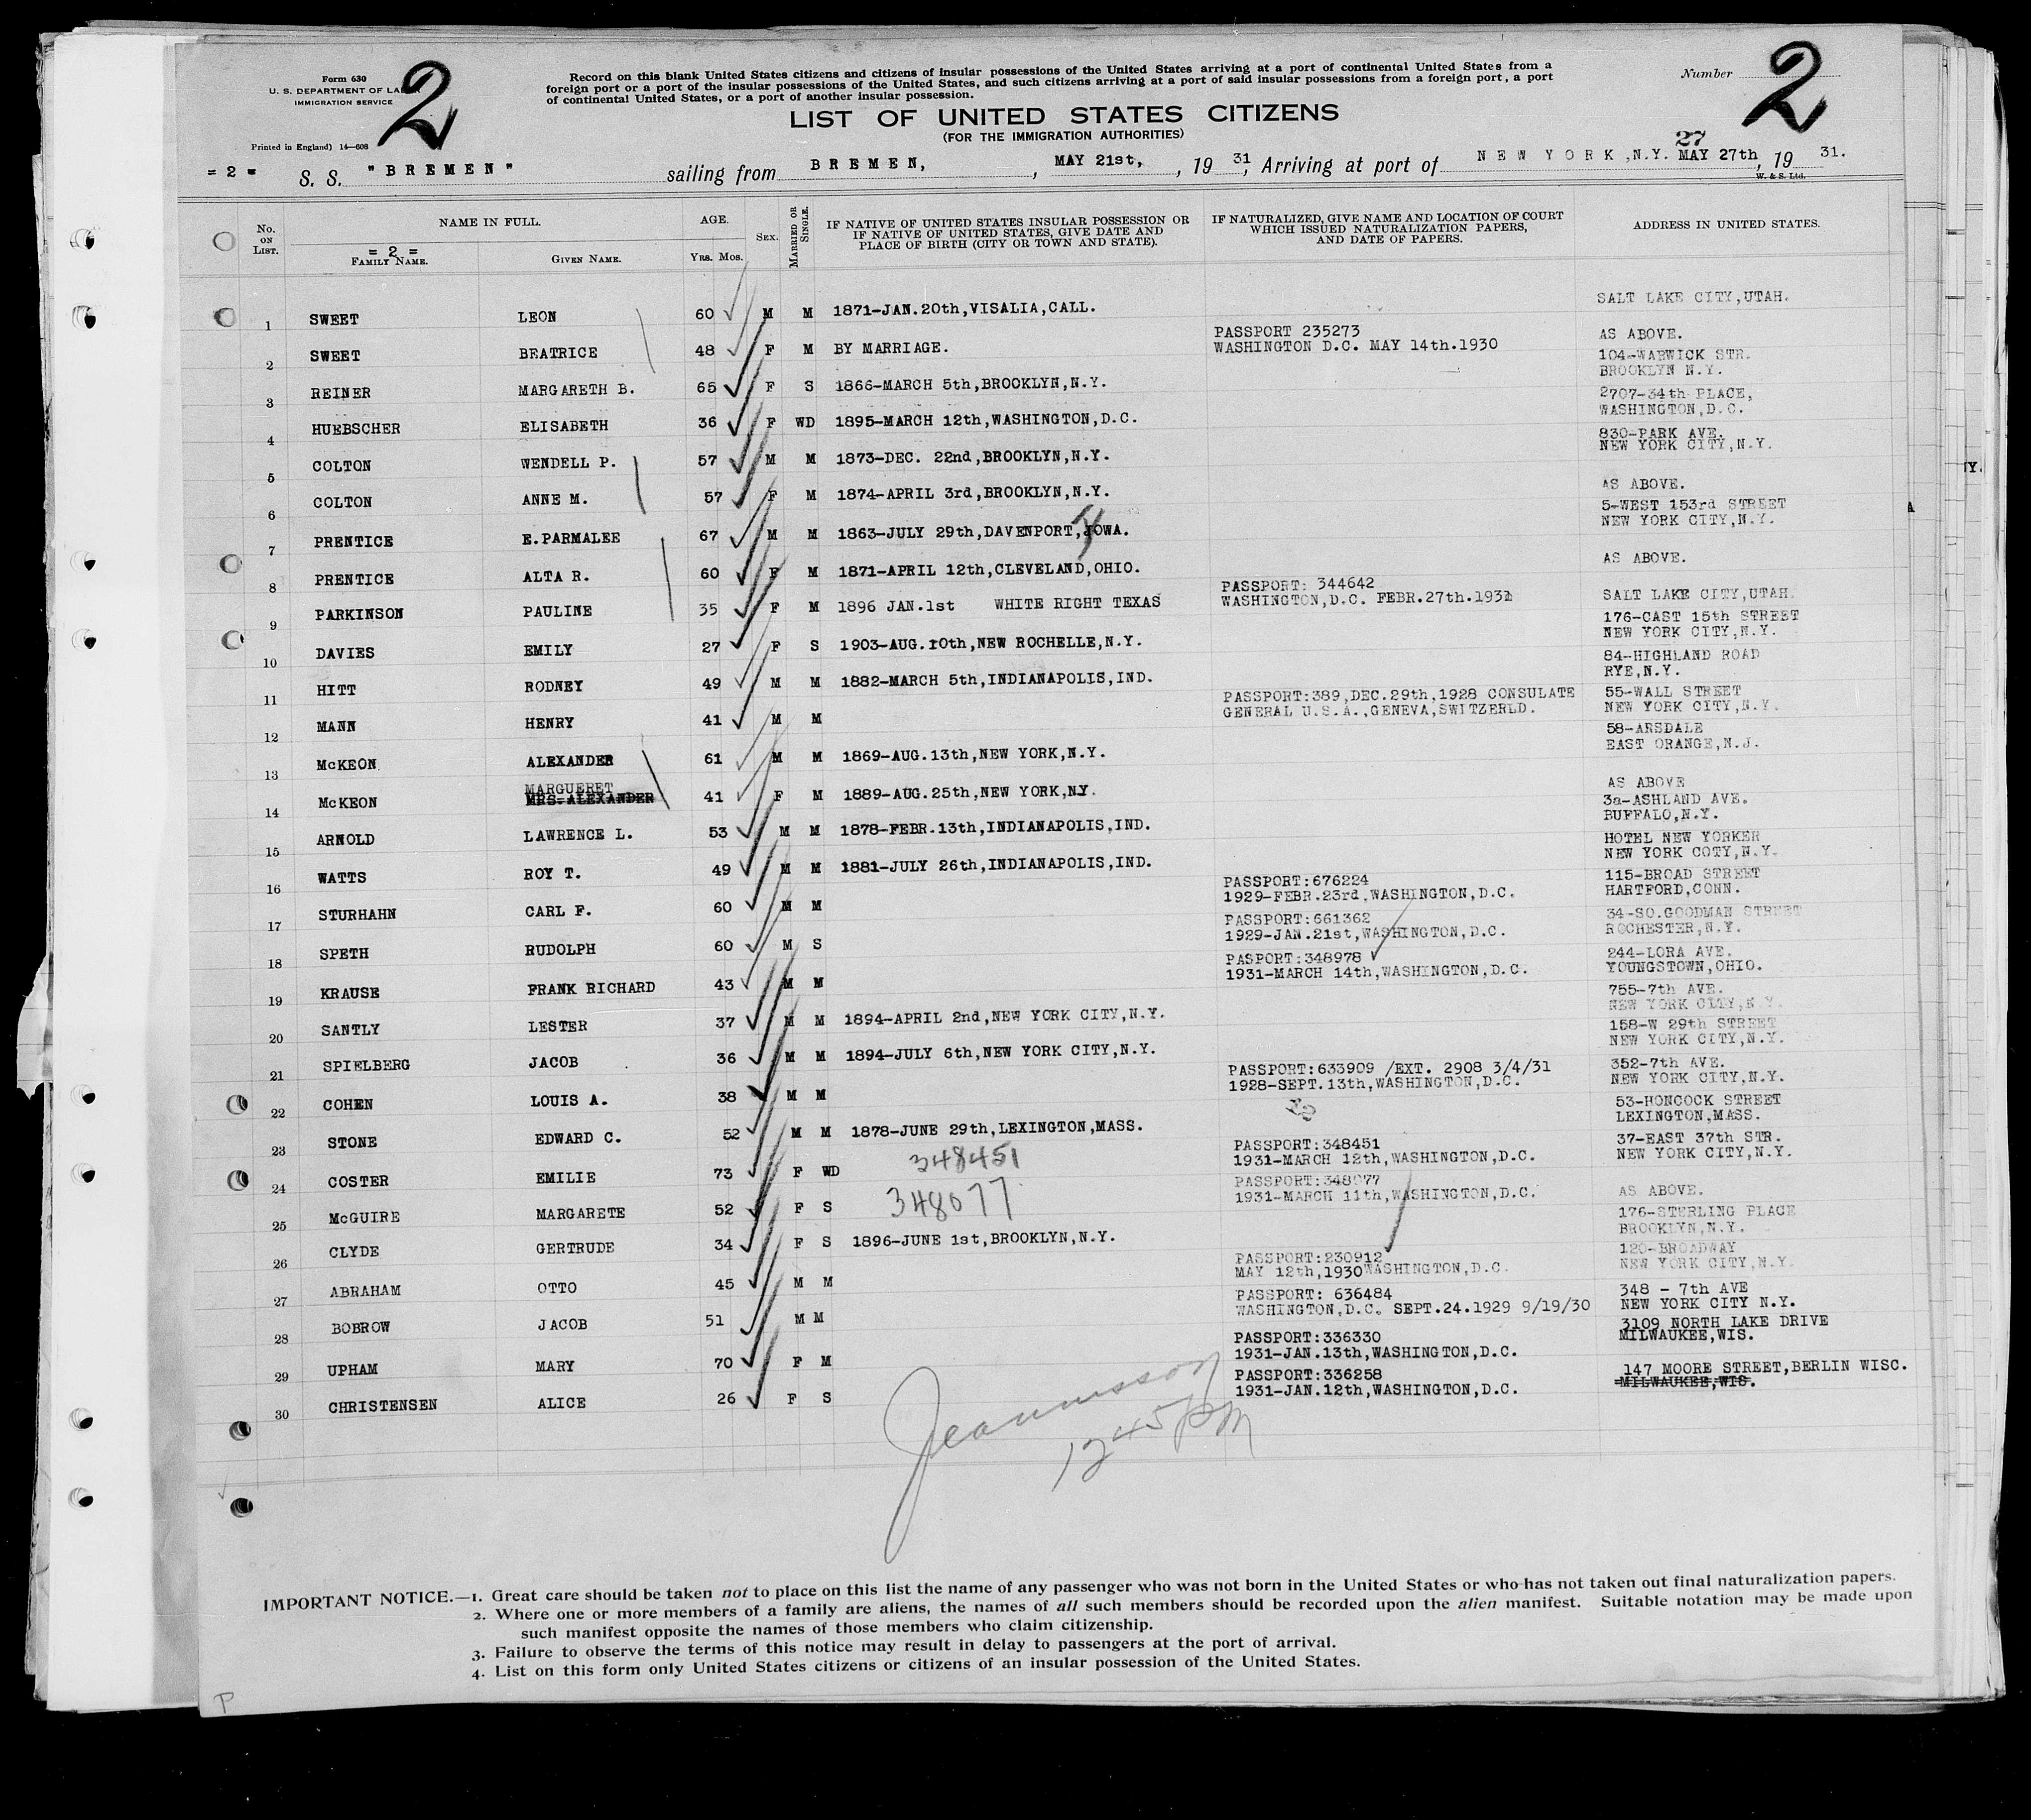 Form 630
U. S. DEPARTMENT OF LA
IMMIGRATION SERVICE
2
Record on this blank United States citizens and citizens of insular possessions of the United States arriving at a port of continental United States from a
foreign port or a port of the insular possessions of the United States, and such citizens arriving at a port of said insular possessions from a foreign port, a port
of continental United States, or a port of another insular possession.
Number 2
LIST OF UNITED STATES CITIZENS
(FOR THE IMMIGRATION AUTHORITIES)
Printed in England) 14—608
27
= 2 = S. S. "BREMEN" sailing from BREMEN, MAY 21st, 19 31, Arriving at port of NEW YORK, N.Y. MAY 27th, 19 31.
W. & S. Ltd.
No. ON LIST. NAME IN FULL. AGE. SEX. MARRIED OR SINGLE. IF NATIVE OF UNITED STATES INSULAR POSSESSION OR IF NATIVE OF UNITED STATES, GIVE DATE AND PLACE OF BIRTH (CITY OR TOWN AND STATE). IF NATURALIZED, GIVE NAME AND LOCATION OF COURT WHICH ISSUED NATURALIZATION PAPERS, AND DATE OF PAPERS. ADDRESS IN UNITED STATES.
= 2 =
FAMILY NAME. GIVEN NAME. YRS. MOS.
1 SWEET LEON 60 M M 1871-JAN.20th,VISALIA,CALL. SALT LAKE CITY,UTAH.
2 SWEET BEATRICE 48 F M BY MARRIAGE. PASSPORT 235273 WASHINGTON D.C. MAY 14th.1930 AS ABOVE.
3 REINER MARGARETH B. 65 F S 1866-MARCH 5th,BROOKLYN,N.Y. 104-WARWICK STR. BROOKLYN N.Y.
4 HUEBSCHER ELISABETH 36 F WD 1895-MARCH 12th,WASHINGTON,D.C. 2707-34th PLACE, WASHINGTON,D.C.
5 COLTON WENDELL P. 57 M M 1873-DEC. 22nd,BROOKLYN,N.Y. 830-PARK AVE. NEW YORK CITY,N.Y.
6 COLTON ANNE M. 57 F M 1874-APRIL 3rd,BROOKLYN,N.Y. AS ABOVE.
7 PRENTICE E.PARMALEE 67 M M 1863-JULY 29th,DAVENPORT,IOWA. 5-WEST 153rd STREET NEW YORK CITY,N.Y.
8 PRENTICE ALTA R. 60 F M 1871-APRIL 12th,CLEVELAND,OHIO. AS ABOVE.
9 PARKINSON PAULINE 35 F M 1896 JAN.1st WHITE RIGHT TEXAS PASSPORT: 344642 WASHINGTON,D.C. FEBR.27th.1931 SALT LAKE CITY,UTAH.
10 DAVIES EMILY 27 F S 1903-AUG.10th,NEW ROCHELLE,N.Y. 176-CAST 15th STREET NEW YORK CITY,N.Y.
11 HITT RODNEY 49 M M 1882-MARCH 5th,INDIANAPOLIS,IND. 84-HIGHLAND ROAD RYE,N.Y.
12 MANN HENRY 41 M M PASSPORT:389,DEC.29th,1928 CONSULATE GENERAL U.S.A.,GENEVA,SWITZERLD. 55-WALL STREET NEW YORK CITY,N.Y.
13 McKEON ALEXANDER 61 M M 1869-AUG.13th,NEW YORK,N.Y. 58-ARSDALE EAST ORANGE,N.J.
14 McKEON MARGUERET MRS.ALEXANDER 41 F M 1889-AUG.25th,NEW YORK,NY. AS ABOVE
15 ARNOLD LAWRENCE L. 53 M M 1878-FEBR.13th,INDIANAPOLIS,IND. 3a-ASHLAND AVE. BUFFALO,N.Y.
16 WATTS ROY T. 49 M M 1881-JULY 26th,INDIANAPOLIS,IND. HOTEL NEW YORKER NEW YORK COTY,N.Y.
17 STURHAHN CARL F. 60 M M PASSPORT:676224 1929-FEBR.23rd,WASHINGTON,D.C. 115-BROAD STREET HARTFORD,CONN.
18 SPETH RUDOLPH 60 M S PASSPORT:661362 1929-JAN.21st,WASHINGTON,D.C. 34-SO.GOODMAN STREET ROCHESTER,N.Y.
19 KRAUSE FRANK RICHARD 43 M M PASPORT:348978 1931-MARCH 14th,WASHINGTON,D.C. 244-LORA AVE. YOUNGSTOWN,OHIO.
20 SANTLY LESTER 37 M M 1894-APRIL 2nd,NEW YORK CITY,N.Y. 755-7th AVE. NEW YORK CITY,N.Y.
21 SPIELBERG JACOB 36 M M 1894-JULY 6th,NEW YORK CITY,N.Y. 158-W 29th STREET NEW YORK CITY,N.Y.
22 COHEN LOUIS A. 38 M M PASSPORT:633909 /EXT. 2908 3/4/31 1928-SEPT.13th,WASHINGTON,D.C. 352-7th AVE. NEW YORK CITY,N.Y.
23 STONE EDWARD C. 52 M M 1878-JUNE 29th,LEXINGTON,MASS. 53-HONCOCK STREET LEXINGTON,MASS.
24 COSTER EMILIE 73 F WD 348451 PASSPORT:348451 1931-MARCH 12th,WASHINGTON,D.C. 37-EAST 37th STR. NEW YORK CITY,N.Y.
25 McGUIRE MARGARETE 52 F S 348077 PASSPORT:348077 1931-MARCH 11th,WASHINGTON,D.C. AS ABOVE.
26 CLYDE GERTRUDE 34 F S 1896-JUNE 1st,BROOKLYN,N.Y. 176-STERLING PLACE BROOKLYN,N.Y.
27 ABRAHAM OTTO 45 M M PASSPORT:230912 MAY 12th,1930 WASHINGTON,D.C. 120-BROADWAY NEW YORK CITY,N.Y.
28 BOBROW JACOB 51 M M PASSPORT: 636484 WASHINGTON,D.C. SEPT.24.1929 9/19/30 348 - 7th AVE NEW YORK CITY N.Y.
29 UPHAM MARY 70 F M PASSPORT:336330 1931-JAN.13th,WASHINGTON,D.C. 3109 NORTH LAKE DRIVE MILWAUKEE,WIS.
30 CHRISTENSEN ALICE 26 F S PASSPORT:336258 1931-JAN.12th,WASHINGTON,D.C. 147 MOORE STREET,BERLIN WISC. MILWAUKEE,WIS.
12 45 pm
IMPORTANT NOTICE.—1. Great care should be taken not to place on this list the name of any passenger who was not born in the United States or who has not taken out final naturalization papers.
2. Where one or more members of a family are aliens, the names of all such members should be recorded upon the alien manifest. Suitable notation may be made upon
such manifest opposite the names of those members who claim citizenship.
3. Failure to observe the terms of this notice may result in delay to passengers at the port of arrival.
4. List on this form only United States citizens or citizens of an insular possession of the United States.
P